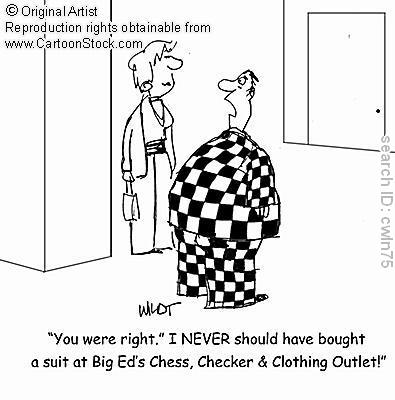 © Original Artist
Reproduction rights obtainable from
www.CartoonStock.com
search ID: cwln75
WILDT
"You were right." I NEVER should have bought
a suit at Big Ed's Chess, Checker & Clothing Outlet!"